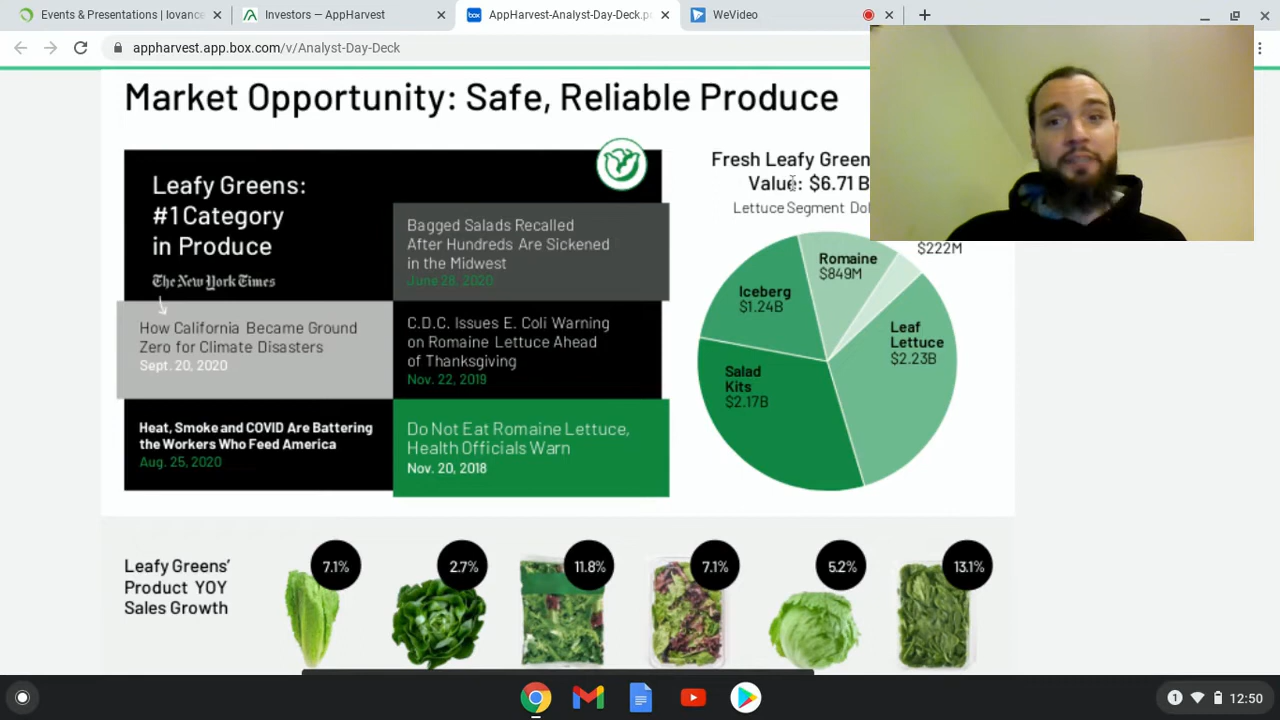 Events & Presentations | Iovance
Investors — AppHarvest
AppHarvest-Analyst-Day-Deck.p
WeVideo
appharvest.app.box.com/v/Analyst-Day-Deck
Market Opportunity: Safe, Reliable Produce
Leafy Greens:
#1 Category
in Produce
The New York Times
How California Became Ground
Zero for Climate Disasters
Sept. 20, 2020
Heat, Smoke and COVID Are Battering
the Workers Who Feed America
Aug. 25, 2020
Bagged Salads Recalled
After Hundreds Are Sickened
in the Midwest
June 28, 2020
C.D.C. Issues E. Coli Warning
on Romaine Lettuce Ahead
of Thanksgiving
Nov. 22, 2019
Do Not Eat Romaine Lettuce,
Health Officials Warn
Nov. 20, 2018
Fresh Leafy Green
Value: $6.71 B
Lettuce Segment Dol
$222M
Romaine
$849M
Iceberg
$1.24B
Leaf
Lettuce
$2.23B
Salad
Kits
$2.17B
Leafy Greens'
Product YOY
Sales Growth
7.1%
2.7%
11.8%
7.1%
5.2%
13.1%
1
12:50